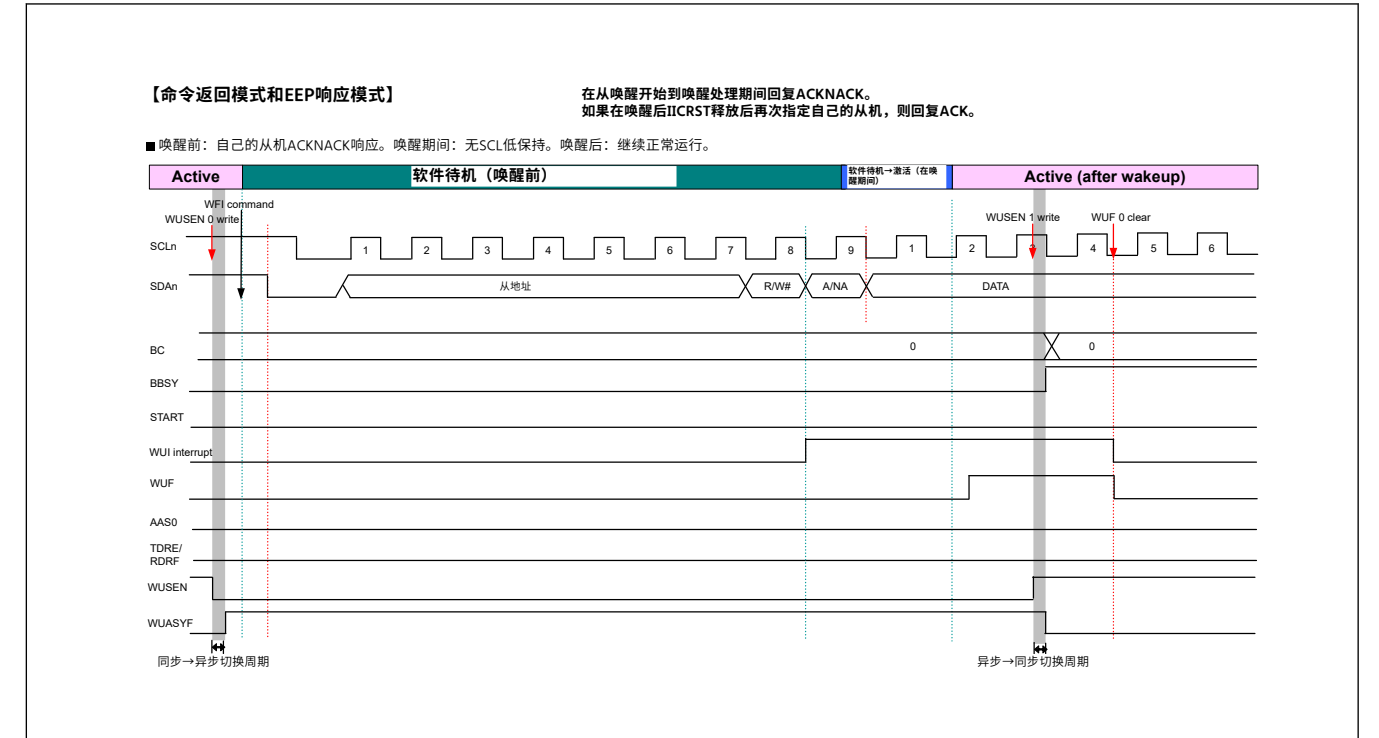 【命令返回模式和EEP响应模式】
在从唤醒开始到唤醒处理期间回复ACKNACK。
如果在唤醒后IICRST释放后再次指定自己的从机，则回复ACK。
■ 唤醒前：自己的从机ACKNACK响应。唤醒期间：无SCL低保持。唤醒后：继续正常运行。
Active
软件待机（唤醒前）
软件待机→激活（在唤
醒期间）
Active (after wakeup)
WFI command
WUSEN 0 write
WUSEN 1 write
WUF 0 clear
SCLn
1 2 3 4 5 6 7 8 9 1 2 3 4 5 6
SDAn
从地址
R/W#
A/NA
DATA
BC
0
0
BBSY
START
WUI interrupt
WUF
AAS0
TDRE/
RDRF
WUSEN
WUASYF
同步→异步切换周期
异步→同步切换周期